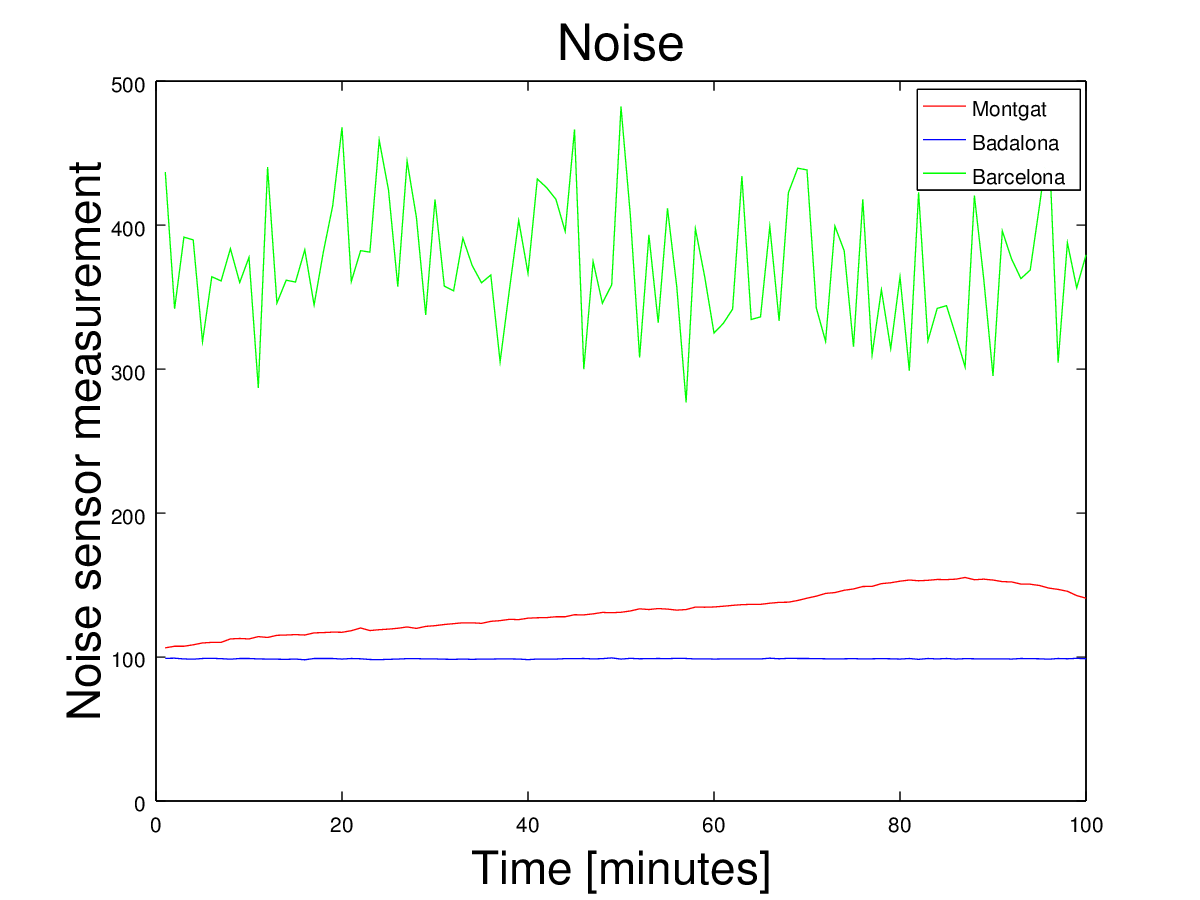 Noise
500
400
300
200
100
0
Noise sensor measurement
Montgat
Badalona
Barcelona
0 20 40 60 80 100
Time [minutes]